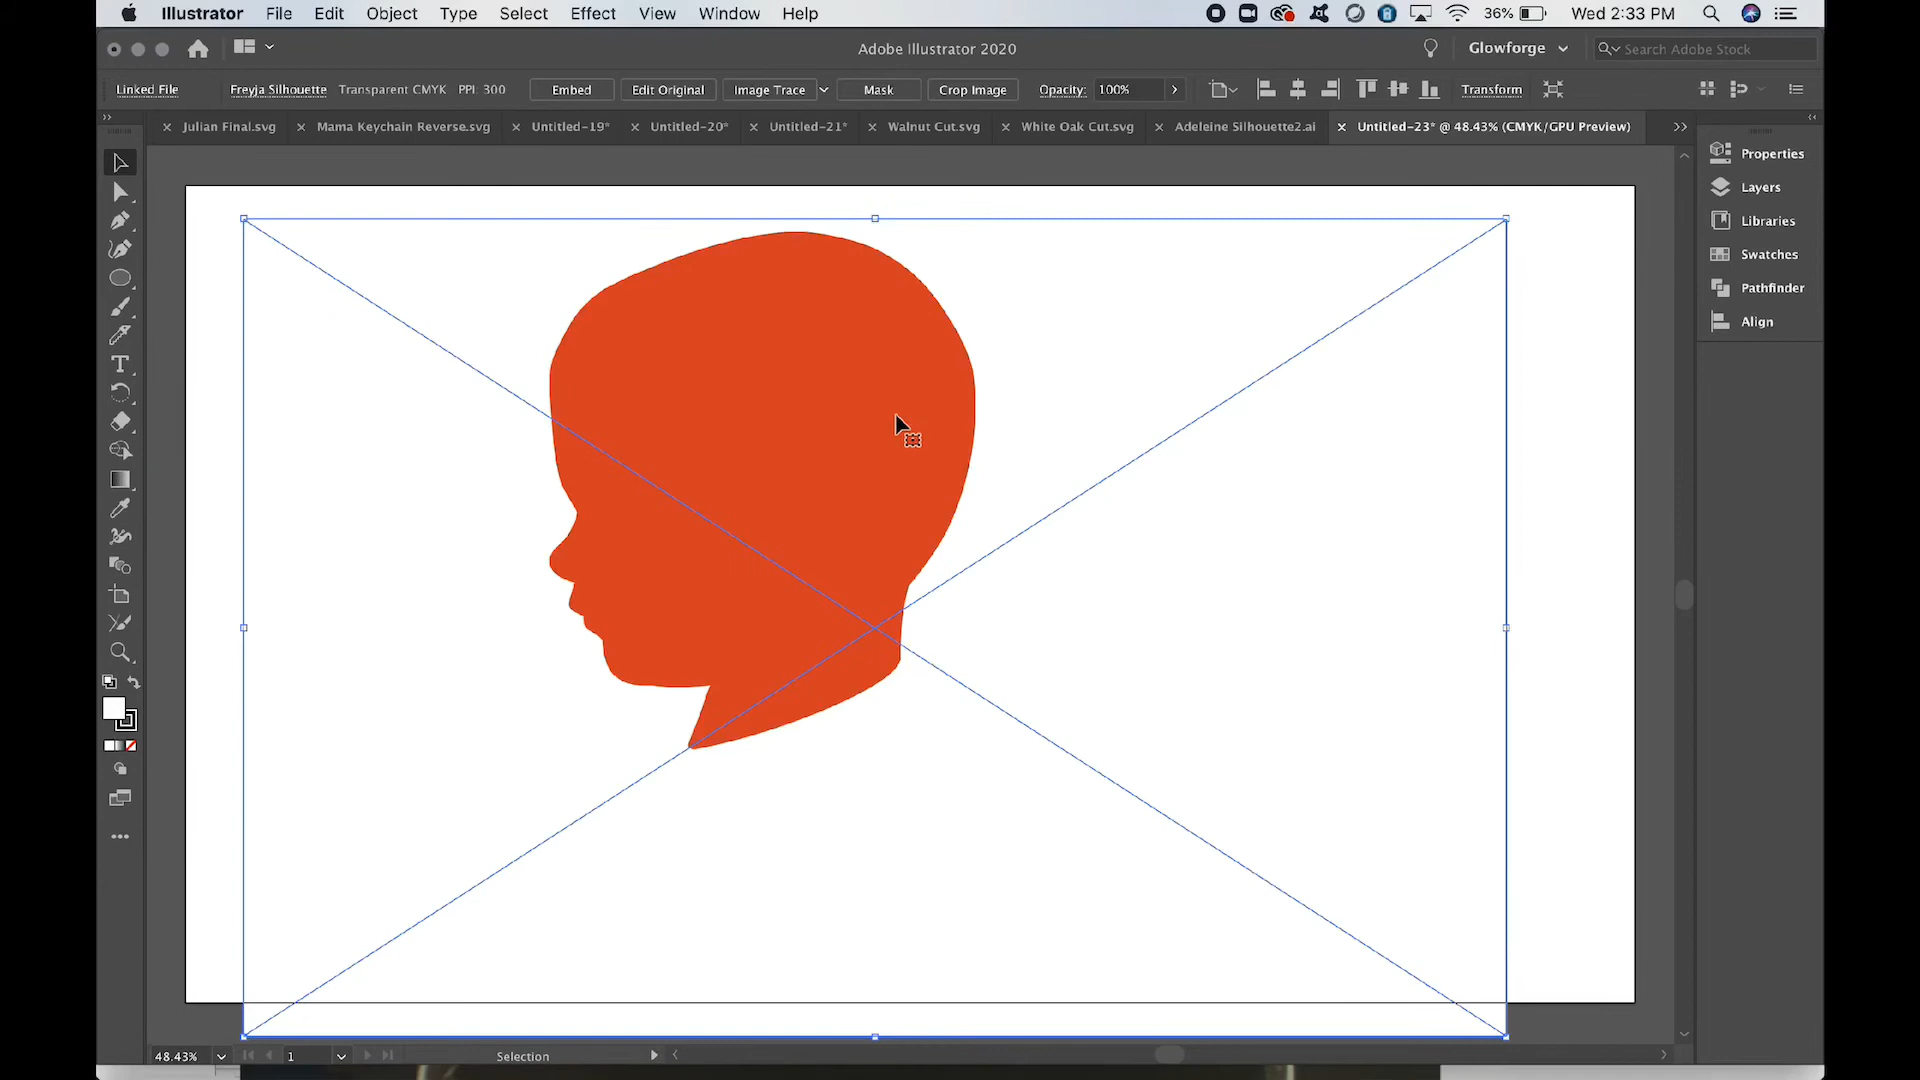 Illustrator File Edit Object Type Select Effect View Window Help 36% Wed 2:33 PM
Adobe Illustrator 2020 Glowforge Search Adobe Stock
Linked File Freyja Silhouette Transparent CMYK PPI: 300 Embed Edit Original Image Trace Mask Crop Image Opacity: 100% Transform
Julian Final.svg Mama Keychain Reverse.svg Untitled-19* Untitled-20* Untitled-21* Walnut Cut.svg White Oak Cut.svg Adeleine Silhouette2.ai Untitled-23* @ 48.43% (CMYK/GPU Preview)
Properties
Layers
Libraries
Swatches
Pathfinder
Align
48.43% 1 Selection